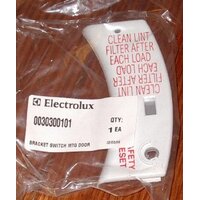 CLEAN LINT
FILTER AFTER
EACH LOAD
CLEAN LINT
FILTER AFTER
EACH LOAD
Electrolux
0030300101
QTY
1 EA
BRACKET SWITCH MTG DOOR